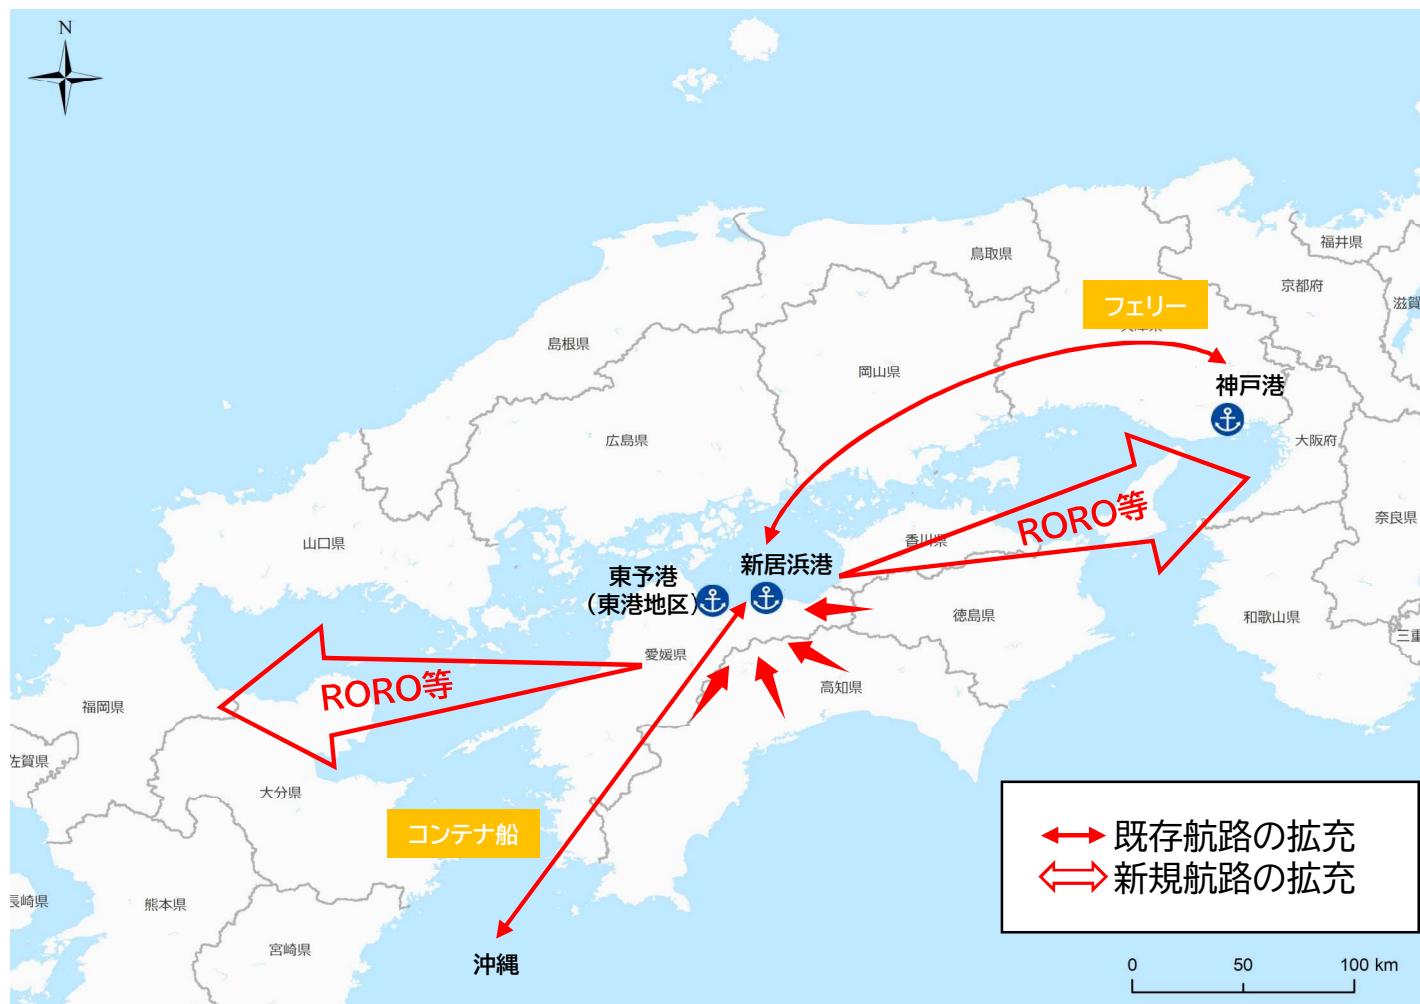 N
鳥取県
福井県
京都府
滋賀
フェリー
島根県
岡山県
神戸港
広島県
大阪府
奈良県
RORO等
山口県
香川県
新居浜港
東予港
（東港地区）
徳島県
和歌山県
三重
愛媛県
高知県
RORO等
福岡県
佐賀県
大分県
コンテナ船
既存航路の拡充
新規航路の拡充
長崎県
熊本県
宮崎県
沖縄
0 50 100 km